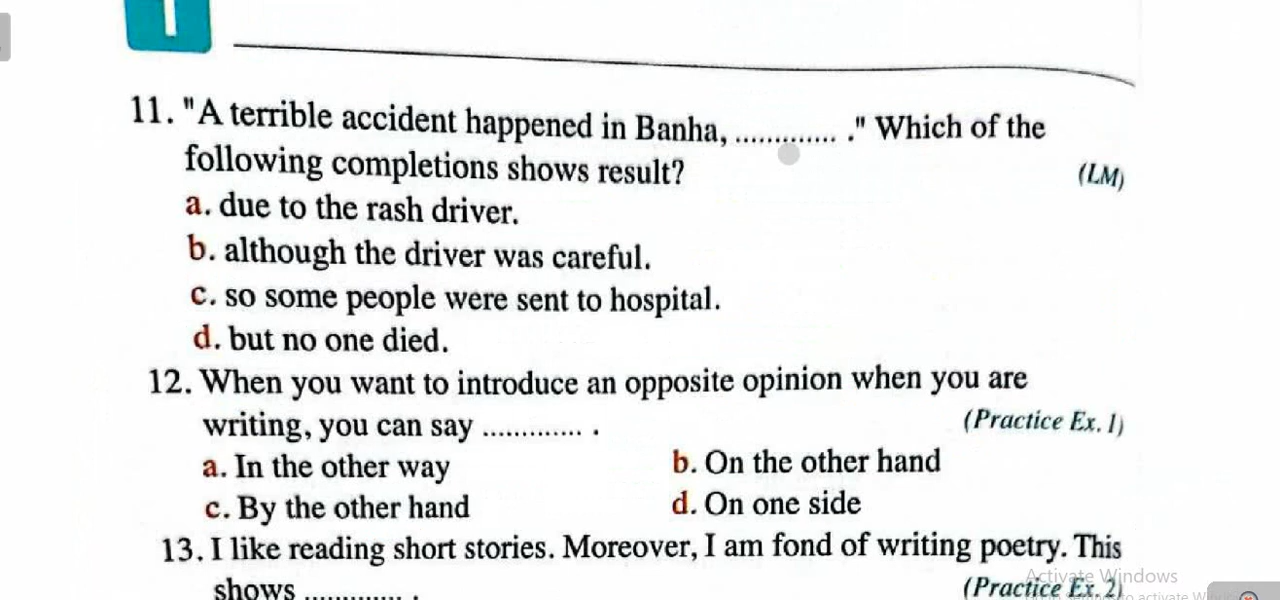 11. "A terrible accident happened in Banha, ............. ." Which of the
following completions shows result? (LM)
a. due to the rash driver.
b. although the driver was careful.
c. so some people were sent to hospital.
d. but no one died.
12. When you want to introduce an opposite opinion when you are
writing, you can say ............. . (Practice Ex. 1)
a. In the other way b. On the other hand
c. By the other hand d. On one side
13. I like reading short stories. Moreover, I am fond of writing poetry. This
shows ............. . (Practice Ex. 2)
Activate Windows
to activate